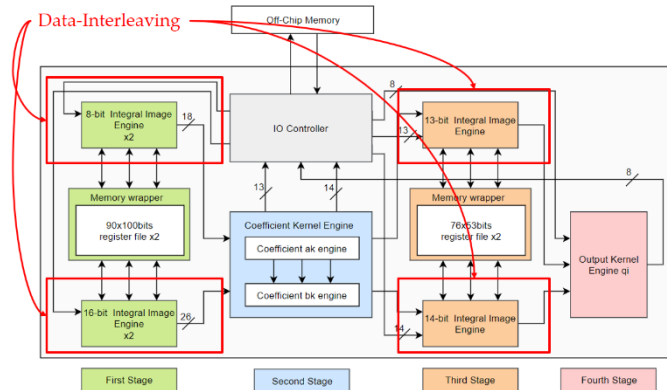 Data-Interleaving
Off-Chip Memory
8-bit Integral Image
Engine
x2
18
IO Controller
8
13
13-bit Integral Image
Engine
13
14
8
Memory wrapper
90x100bits
register file x2
Coefficient Kernel Engine
Coefficient ak engine
Coefficient bk engine
Memory wrapper
76x53bits
register file x2
Output Kernel
Engine qi
16-bit Integral Image
Engine
x2
26
14
14-bit Integral Image
Engine
First Stage
Second Stage
Third Stage
Fourth Stage